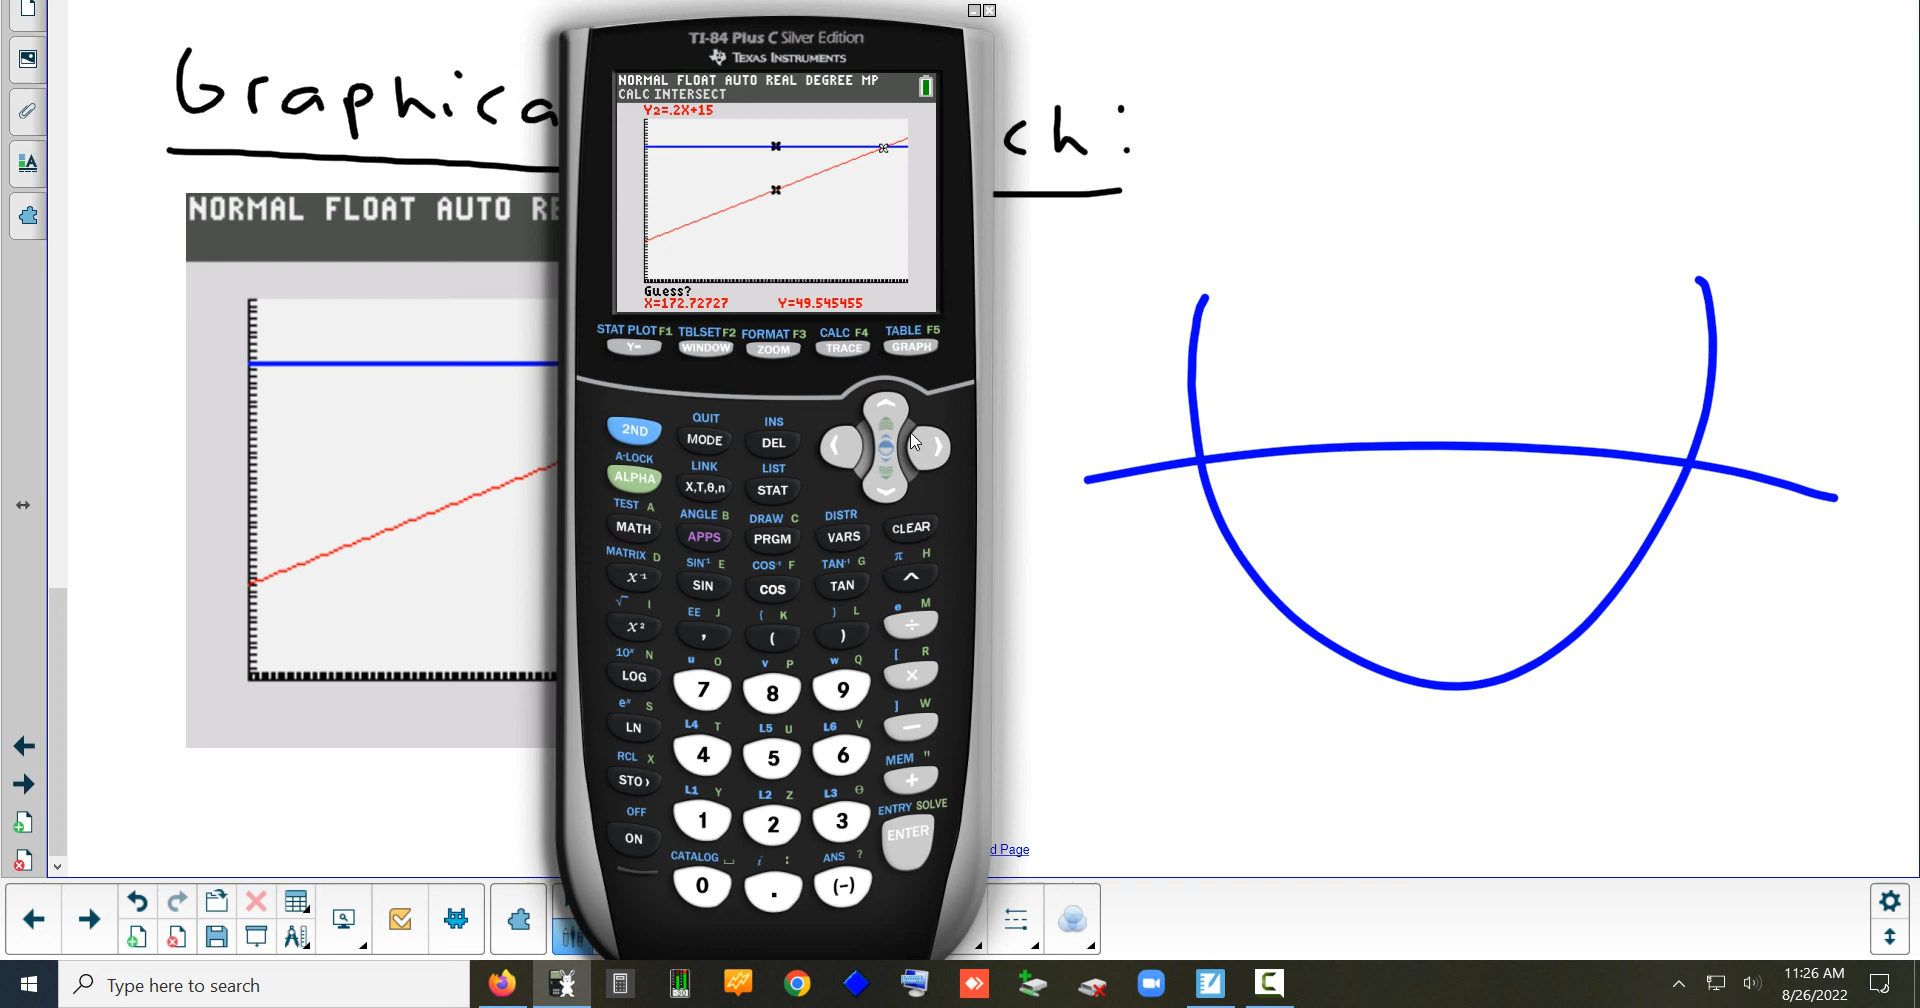 Graphica ch:
TI-84 Plus C Silver Edition
TEXAS INSTRUMENTS
NORMAL FLOAT AUTO REAL DEGREE MP
CALC INTERSECT
Y2=.2X+15
Guess?
X=172.72727 Y=49.545455
NORMAL FLOAT AUTO RE
STAT PLOT F1 TBLSET F2 FORMAT F3 CALC F4 TABLE F5
Y= WINDOW ZOOM TRACE GRAPH
QUIT INS
2ND MODE DEL
A-LOCK LINK LIST
ALPHA X,T,θ,n STAT
TEST A ANGLE B DRAW C DISTR
MATH APPS PRGM VARS CLEAR
MATRIX D SIN⁻¹ E COS⁻¹ F TAN⁻¹ G π H
X⁻¹ SIN COS TAN ^
√ I EE J { K } L e M
X² , ( ) ÷
10ˣ N u O v P w Q [ R
LOG 7 8 9 ×
eˣ S L4 T L5 U L6 V ] W
LN 4 5 6 −
RCL X L1 Y L2 Z L3 θ MEM "
STO› 1 2 3 +
OFF CATALOG ⎵ i : ANS ? ENTRY SOLVE
ON 0 . (-) ENTER
d Page
Type here to search
11:26 AM
8/26/2022